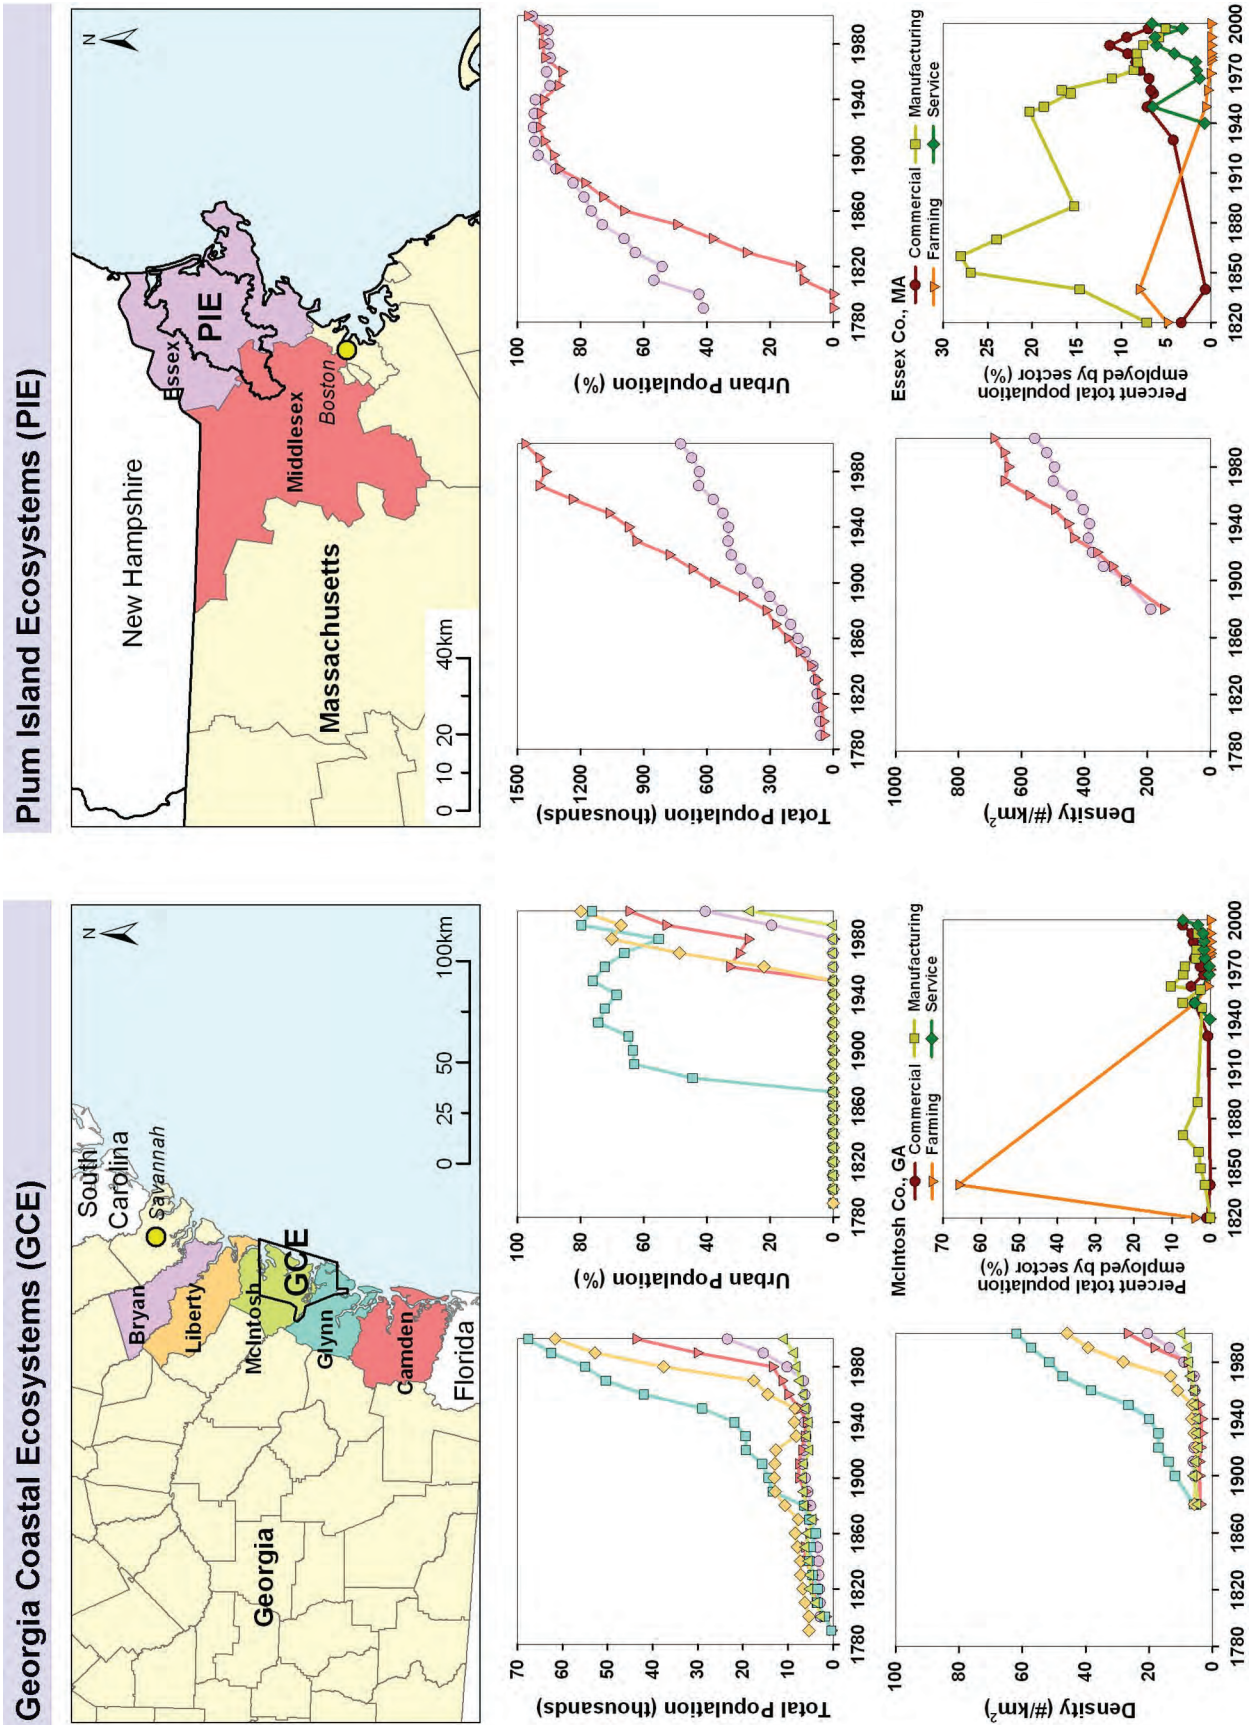 Georgia Coastal Ecosystems (GCE)
South
Carolina
Savannah
N
Bryan
Liberty
McIntosh
GCE
Glynn
Camden
Georgia
Florida
0 25 50 100km
Total Population (thousands)
70
60
50
40
30
20
10
0
1780 1820 1860 1900 1940 1980
Urban Population (%)
100
80
60
40
20
0
1780 1820 1860 1900 1940 1980
Density (#/km²)
100
80
60
40
20
0
1780 1820 1860 1900 1940 1980
McIntosh Co., GA
Commercial Manufacturing
Farming Service
Percent total population
employed by sector (%)
70
60
50
40
30
20
10
0
1820 1850 1880 1910 1940 1970 2000
Plum Island Ecosystems (PIE)
New Hampshire
N
Essex
PIE
Middlesex
Boston
Massachusetts
0 10 20 40km
Total Population (thousands)
1500
1200
900
600
300
0
1780 1820 1860 1900 1940 1980
Urban Population (%)
100
80
60
40
20
0
1780 1820 1860 1900 1940 1980
Density (#/km²)
1000
800
600
400
200
0
1780 1820 1860 1900 1940 1980
Essex Co., MA
Commercial Manufacturing
Farming Service
Percent total population
employed by sector (%)
30
25
20
15
10
5
0
1820 1850 1880 1910 1940 1970 2000